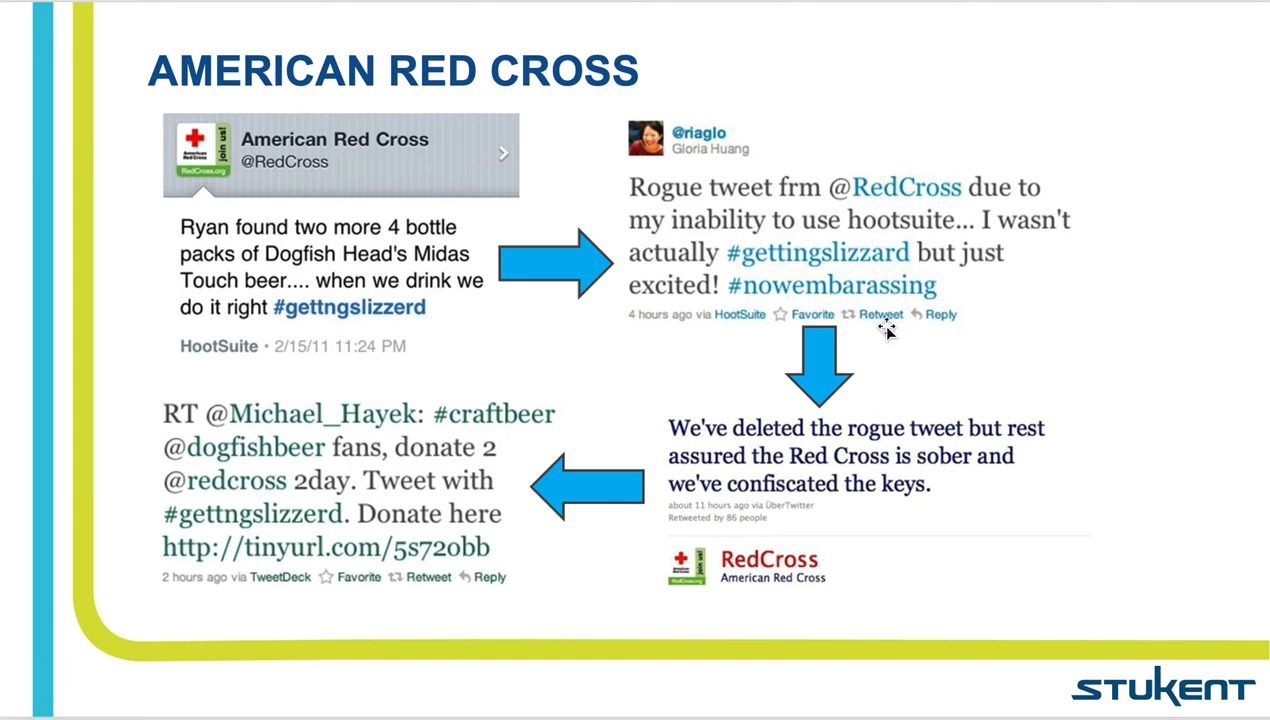 AMERICAN RED CROSS
American Red Cross
@RedCross
join us!
American
Red Cross
RedCross.org
Ryan found two more 4 bottle
packs of Dogfish Head's Midas
Touch beer.... when we drink we
do it right #gettngslizzerd
HootSuite • 2/15/11 11:24 PM
@riaglo
Gloria Huang
Rogue tweet frm @RedCross due to
my inability to use hootsuite... I wasn't
actually #gettingslizzard but just
excited! #nowembarassing
4 hours ago via HootSuite Favorite Retweet Reply
We've deleted the rogue tweet but rest
assured the Red Cross is sober and
we've confiscated the keys.
about 11 hours ago via ÜberTwitter
Retweeted by 86 people
join us!
RedCross
American Red Cross
RT @Michael_Hayek: #craftbeer
@dogfishbeer fans, donate 2
@redcross 2day. Tweet with
#gettngslizzerd. Donate here
http://tinyurl.com/5s72obb
2 hours ago via TweetDeck Favorite Retweet Reply
STUKENT